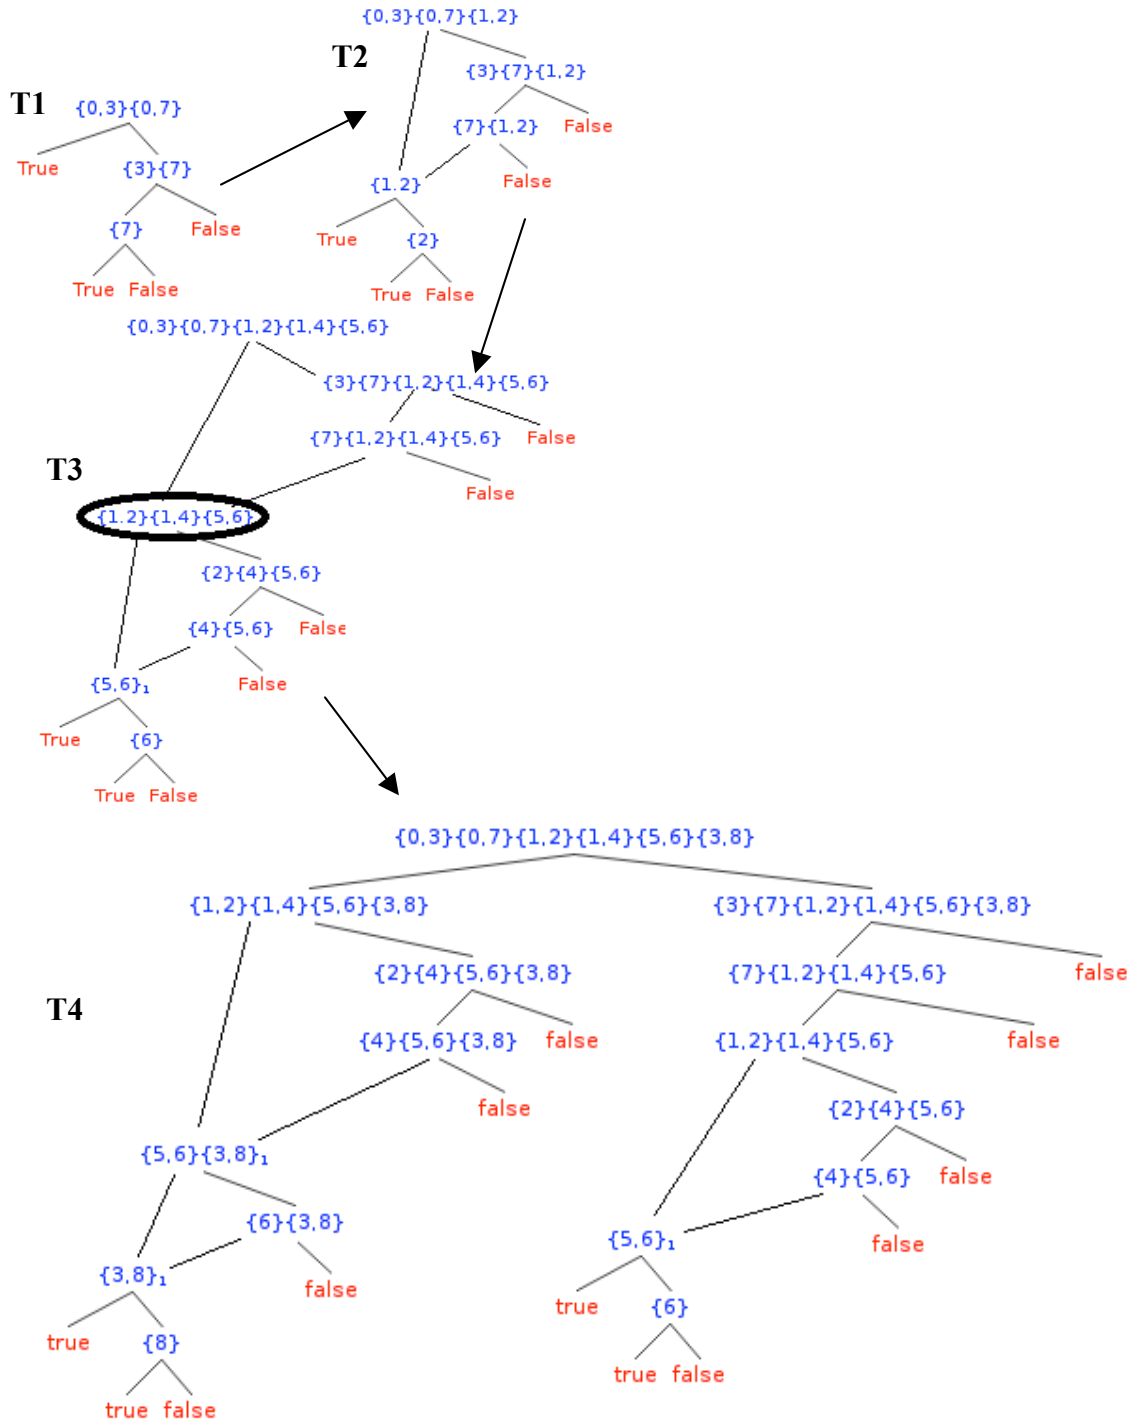 {0,3}{0,7}{1,2}
T2
{3}{7}{1,2}
T1
{0,3}{0,7}
{7}{1,2}
False
True
{3}{7}
{1.2}
False
{7}
False
True
{2}
True
False
True
False
{0,3}{0,7}{1,2}{1,4}{5,6}
{3}{7}{1,2}{1,4}{5,6}
{7}{1,2}{1,4}{5,6}
False
T3
False
{1.2}{1,4}{5,6}
{2}{4}{5,6}
{4}{5,6}
False
{5,6}₁
False
True
{6}
True
False
{0,3}{0,7}{1,2}{1,4}{5,6}{3,8}
{1,2}{1,4}{5,6}{3,8}
{3}{7}{1,2}{1,4}{5,6}{3,8}
{2}{4}{5,6}{3,8}
{7}{1,2}{1,4}{5,6}
false
T4
{4}{5,6}{3,8}
false
{1,2}{1,4}{5,6}
false
false
{2}{4}{5,6}
{5,6}{3,8}₁
{4}{5,6}
false
{6}{3,8}
{5,6}₁
false
{3,8}₁
false
true
{6}
true
{8}
true
false
true
false